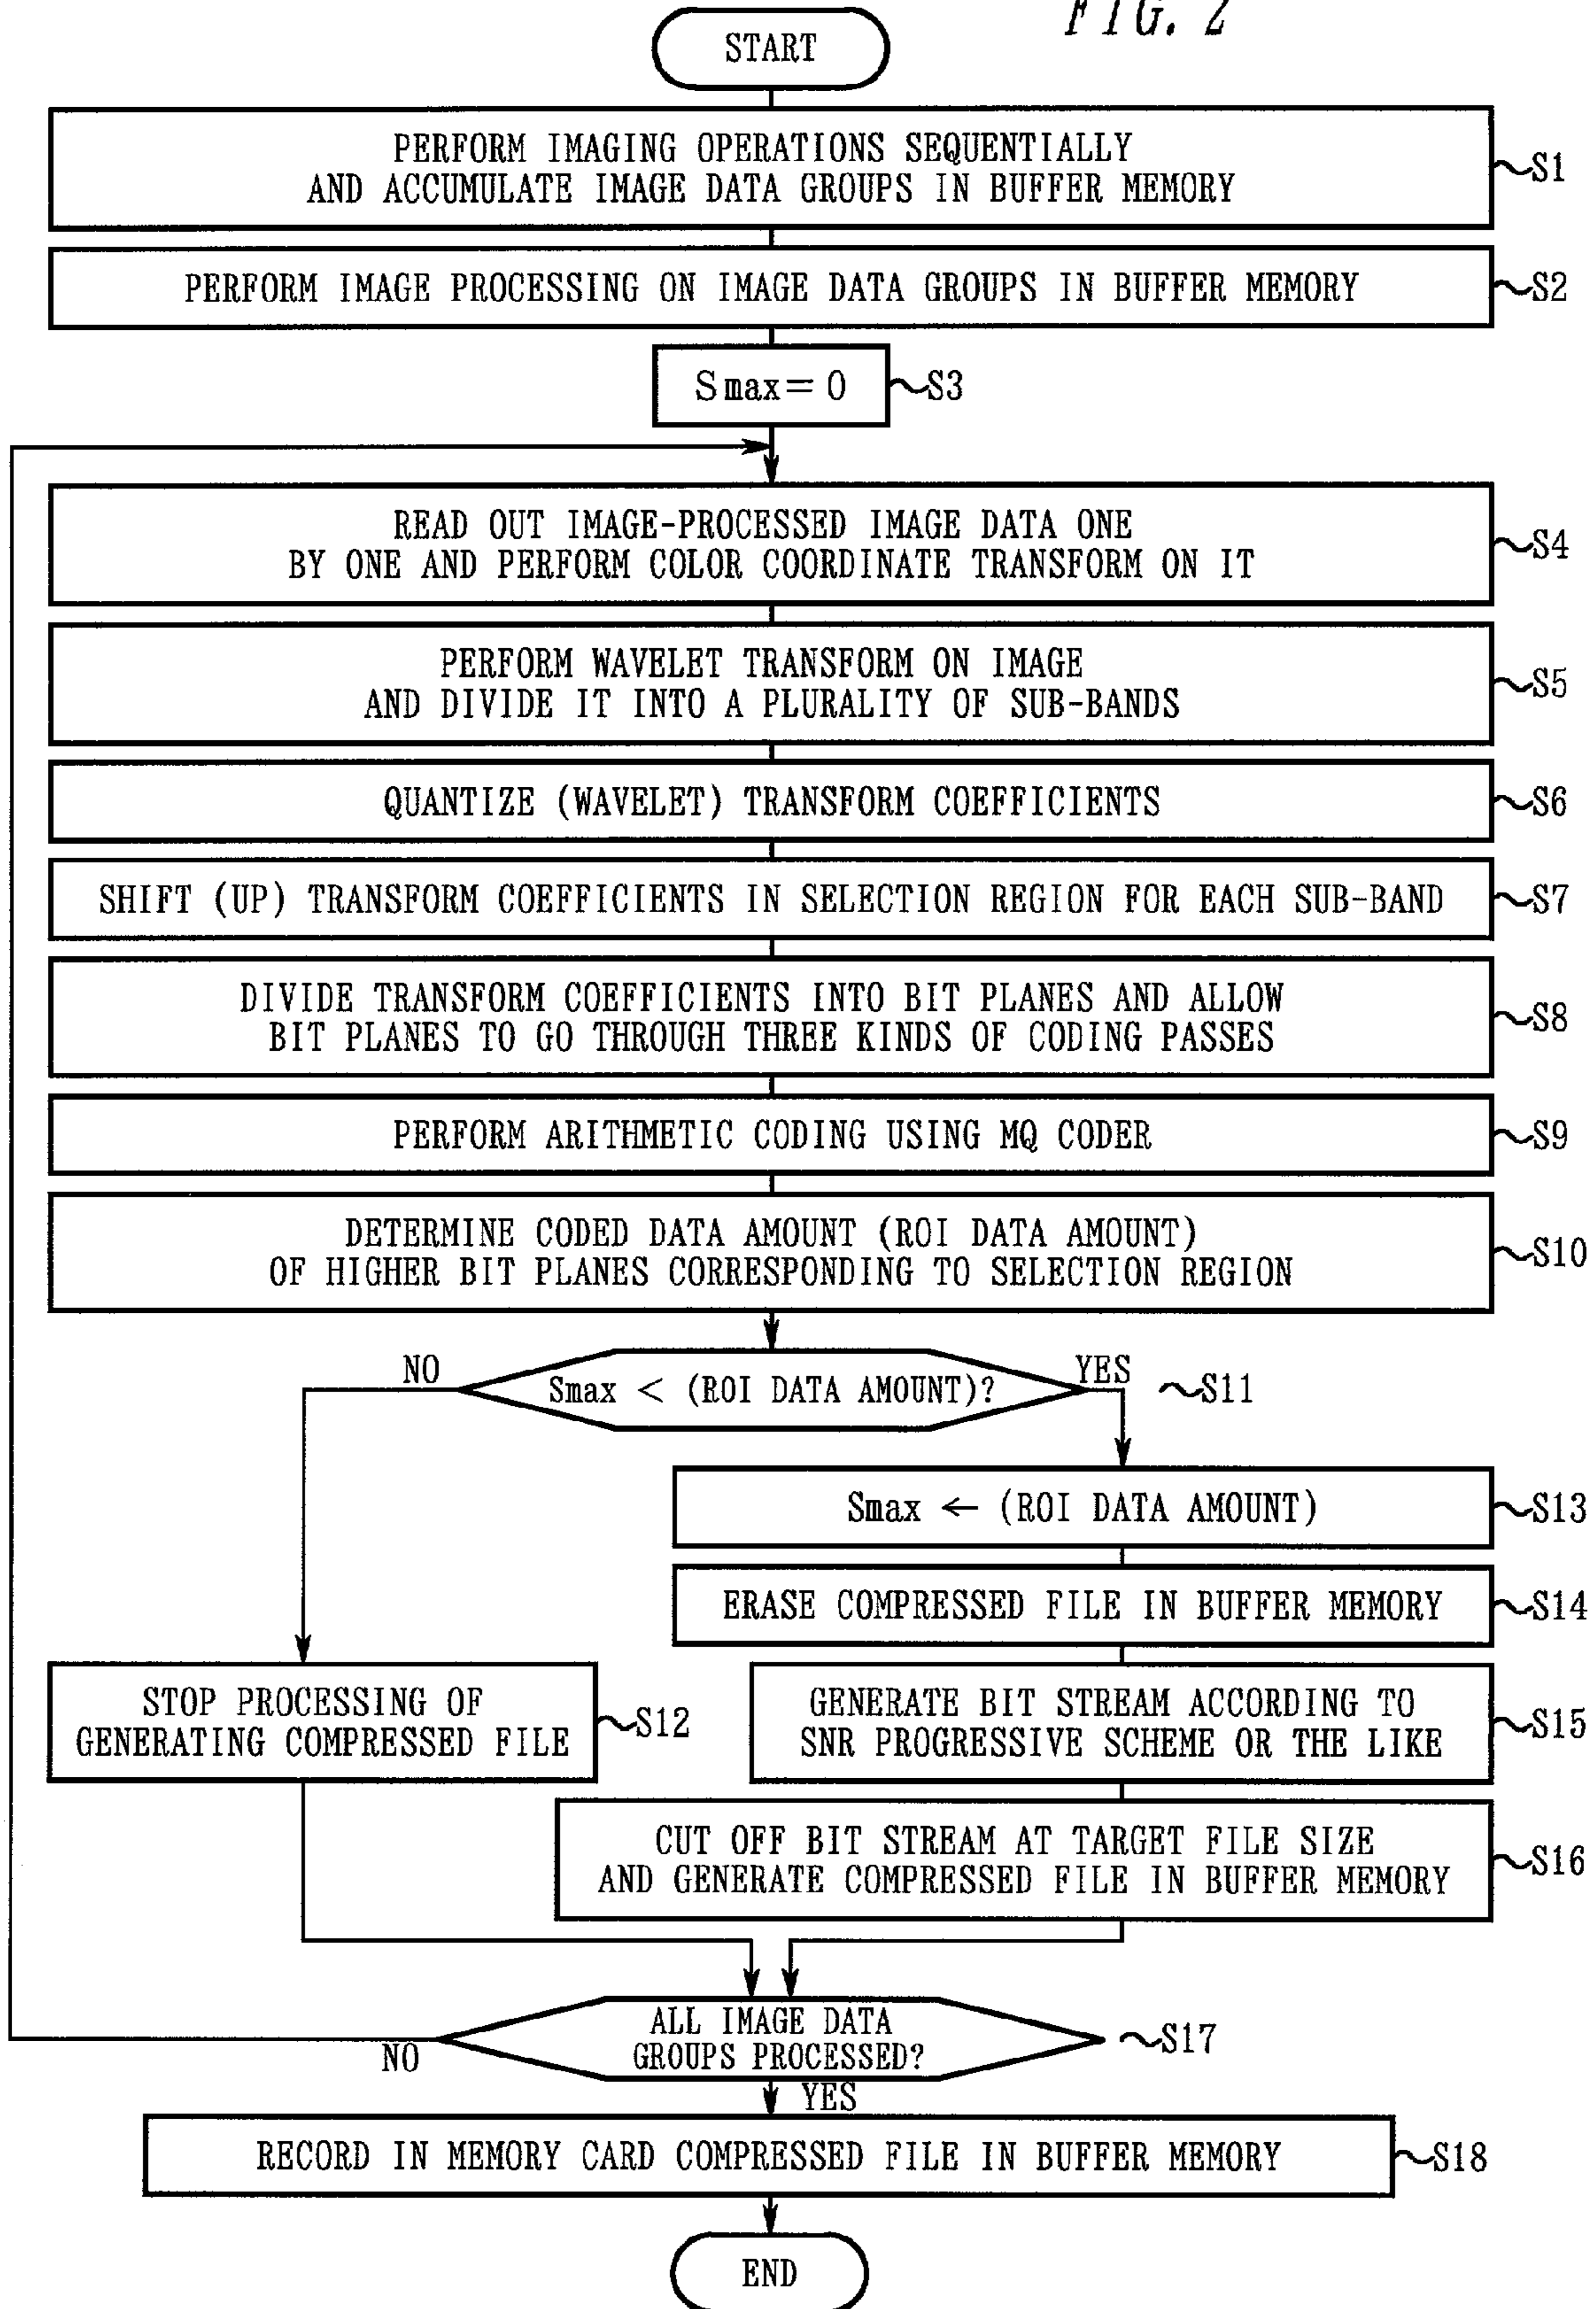 FIG. 2
START
PERFORM IMAGING OPERATIONS SEQUENTIALLY
AND ACCUMULATE IMAGE DATA GROUPS IN BUFFER MEMORY
S1
PERFORM IMAGE PROCESSING ON IMAGE DATA GROUPS IN BUFFER MEMORY
S2
Smax=0
S3
READ OUT IMAGE-PROCESSED IMAGE DATA ONE
BY ONE AND PERFORM COLOR COORDINATE TRANSFORM ON IT
S4
PERFORM WAVELET TRANSFORM ON IMAGE
AND DIVIDE IT INTO A PLURALITY OF SUB-BANDS
S5
QUANTIZE (WAVELET) TRANSFORM COEFFICIENTS
S6
SHIFT (UP) TRANSFORM COEFFICIENTS IN SELECTION REGION FOR EACH SUB-BAND
S7
DIVIDE TRANSFORM COEFFICIENTS INTO BIT PLANES AND ALLOW
BIT PLANES TO GO THROUGH THREE KINDS OF CODING PASSES
S8
PERFORM ARITHMETIC CODING USING MQ CODER
S9
DETERMINE CODED DATA AMOUNT (ROI DATA AMOUNT)
OF HIGHER BIT PLANES CORRESPONDING TO SELECTION REGION
S10
NO
Smax < (ROI DATA AMOUNT)?
YES
S11
Smax ← (ROI DATA AMOUNT)
S13
ERASE COMPRESSED FILE IN BUFFER MEMORY
S14
STOP PROCESSING OF
GENERATING COMPRESSED FILE
S12
GENERATE BIT STREAM ACCORDING TO
SNR PROGRESSIVE SCHEME OR THE LIKE
S15
CUT OFF BIT STREAM AT TARGET FILE SIZE
AND GENERATE COMPRESSED FILE IN BUFFER MEMORY
S16
ALL IMAGE DATA
GROUPS PROCESSED?
S17
NO
YES
RECORD IN MEMORY CARD COMPRESSED FILE IN BUFFER MEMORY
S18
END